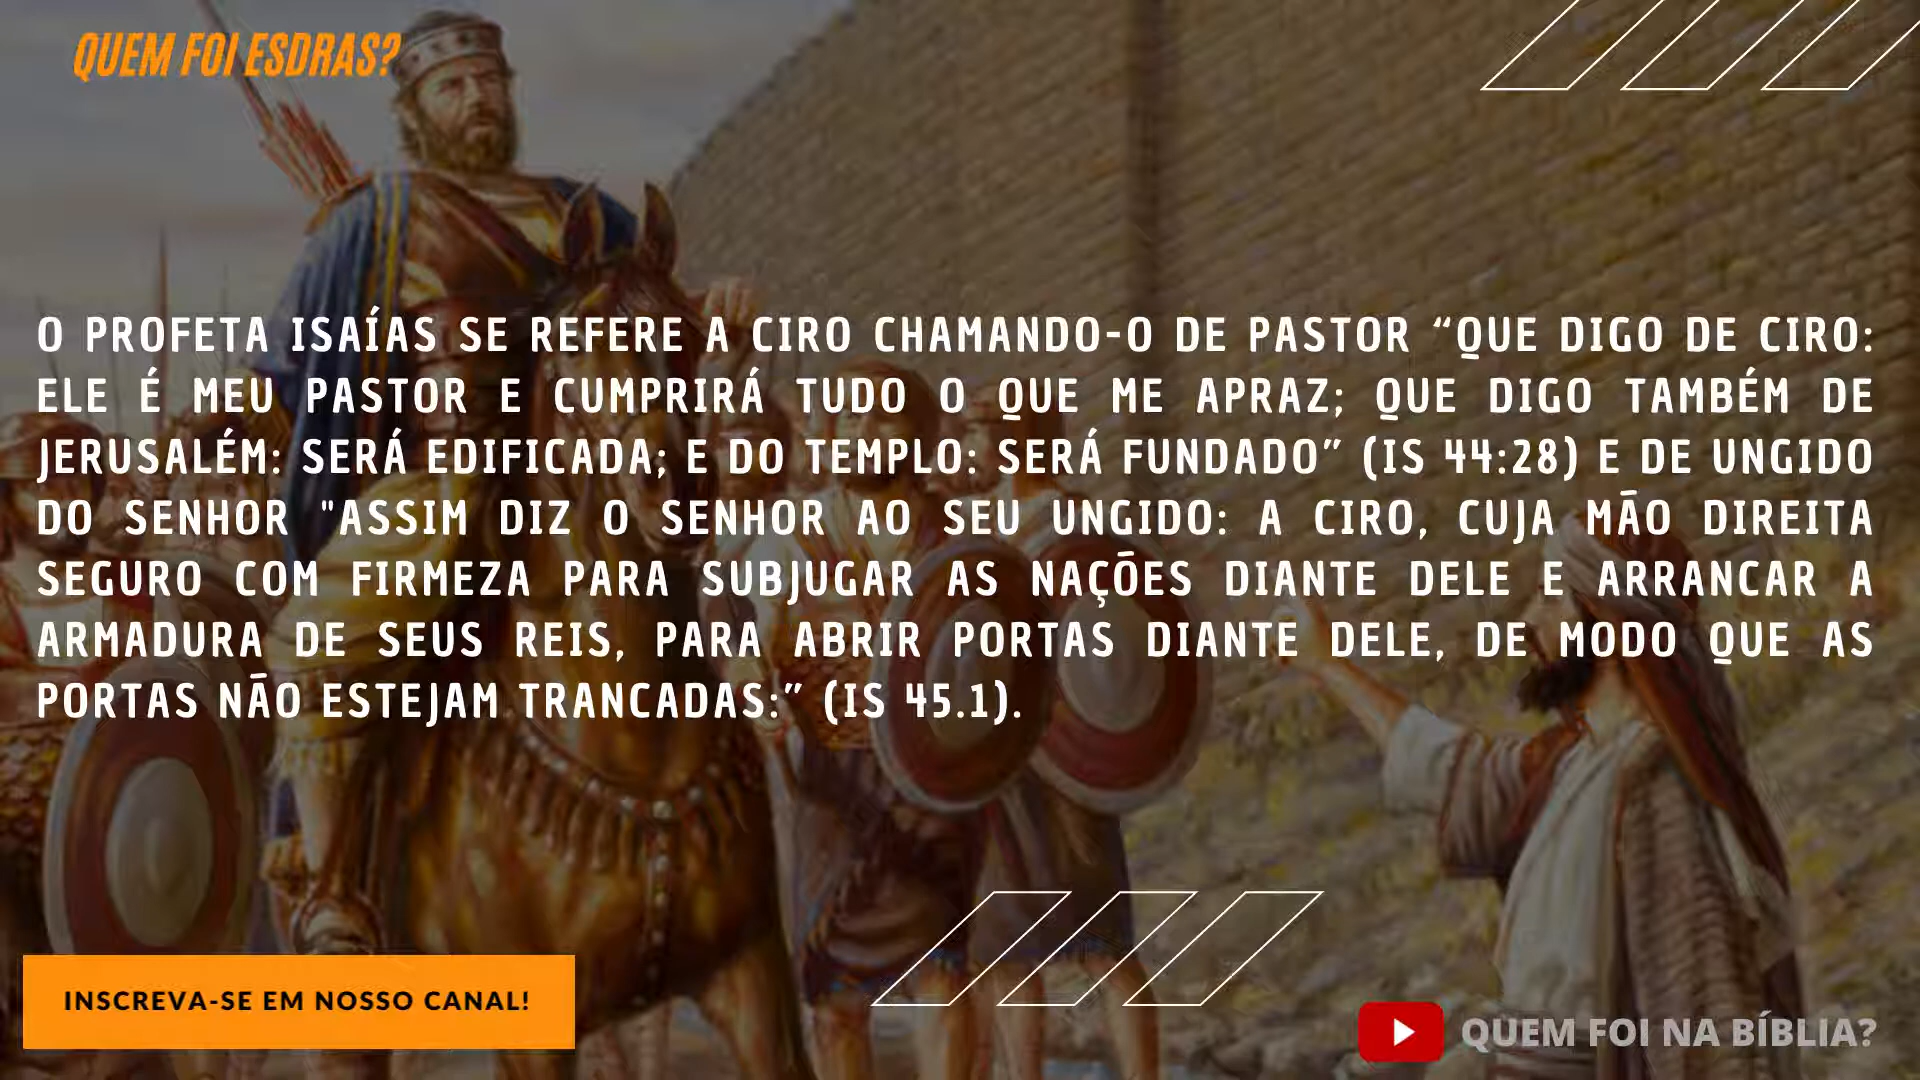 QUEM FOI ESDRAS?
O PROFETA ISAÍAS SE REFERE A CIRO CHAMANDO-O DE PASTOR “QUE DIGO DE CIRO:
ELE É MEU PASTOR E CUMPRIRÁ TUDO O QUE ME APRAZ; QUE DIGO TAMBÉM DE
JERUSALÉM: SERÁ EDIFICADA; E DO TEMPLO: SERÁ FUNDADO” (IS 44:28) E DE UNGIDO
DO SENHOR "ASSIM DIZ O SENHOR AO SEU UNGIDO: A CIRO, CUJA MÃO DIREITA
SEGURO COM FIRMEZA PARA SUBJUGAR AS NAÇÕES DIANTE DELE E ARRANCAR A
ARMADURA DE SEUS REIS, PARA ABRIR PORTAS DIANTE DELE, DE MODO QUE AS
PORTAS NÃO ESTEJAM TRANCADAS:” (IS 45.1).
INSCREVA-SE EM NOSSO CANAL!
QUEM FOI NA BÍBLIA?